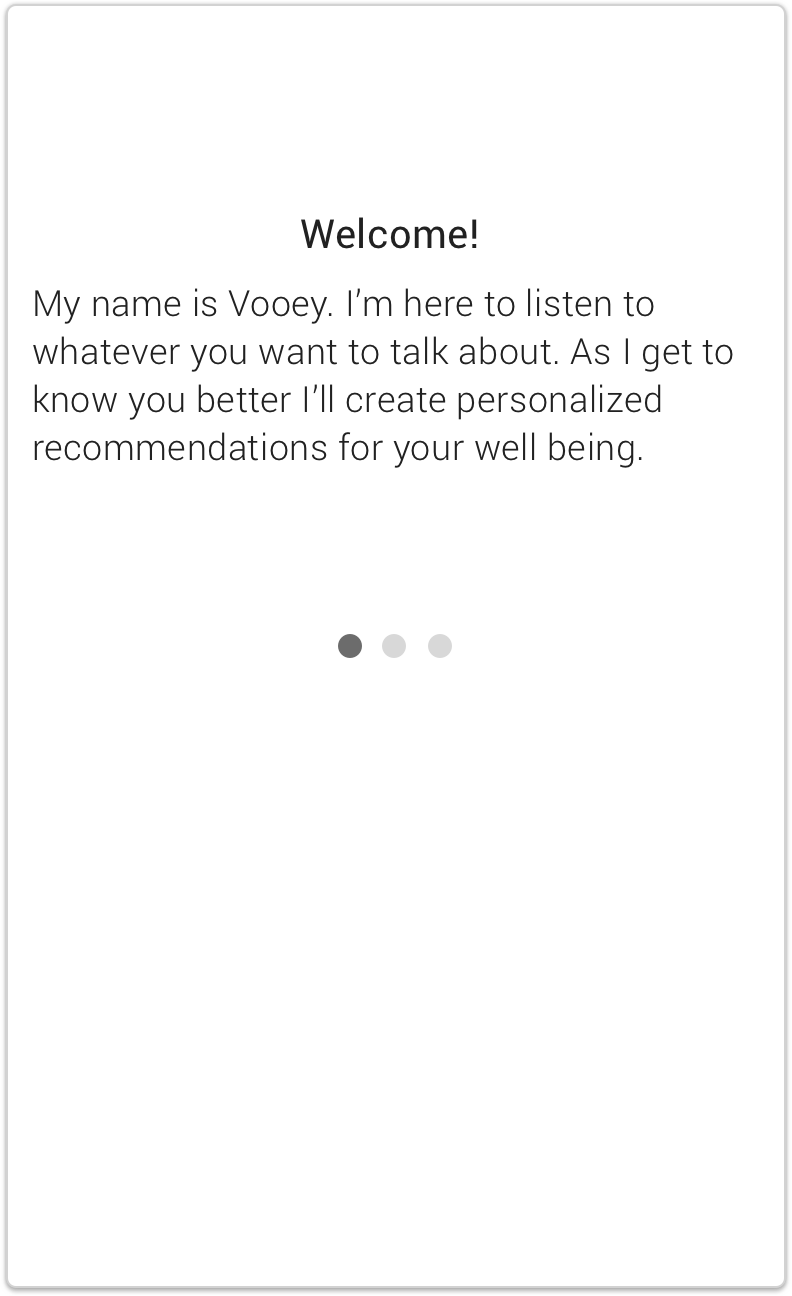 Welcome!
My name is Vooey. I’m here to listen to
whatever you want to talk about. As I get to
know you better I’ll create personalized
recommendations for your well being.